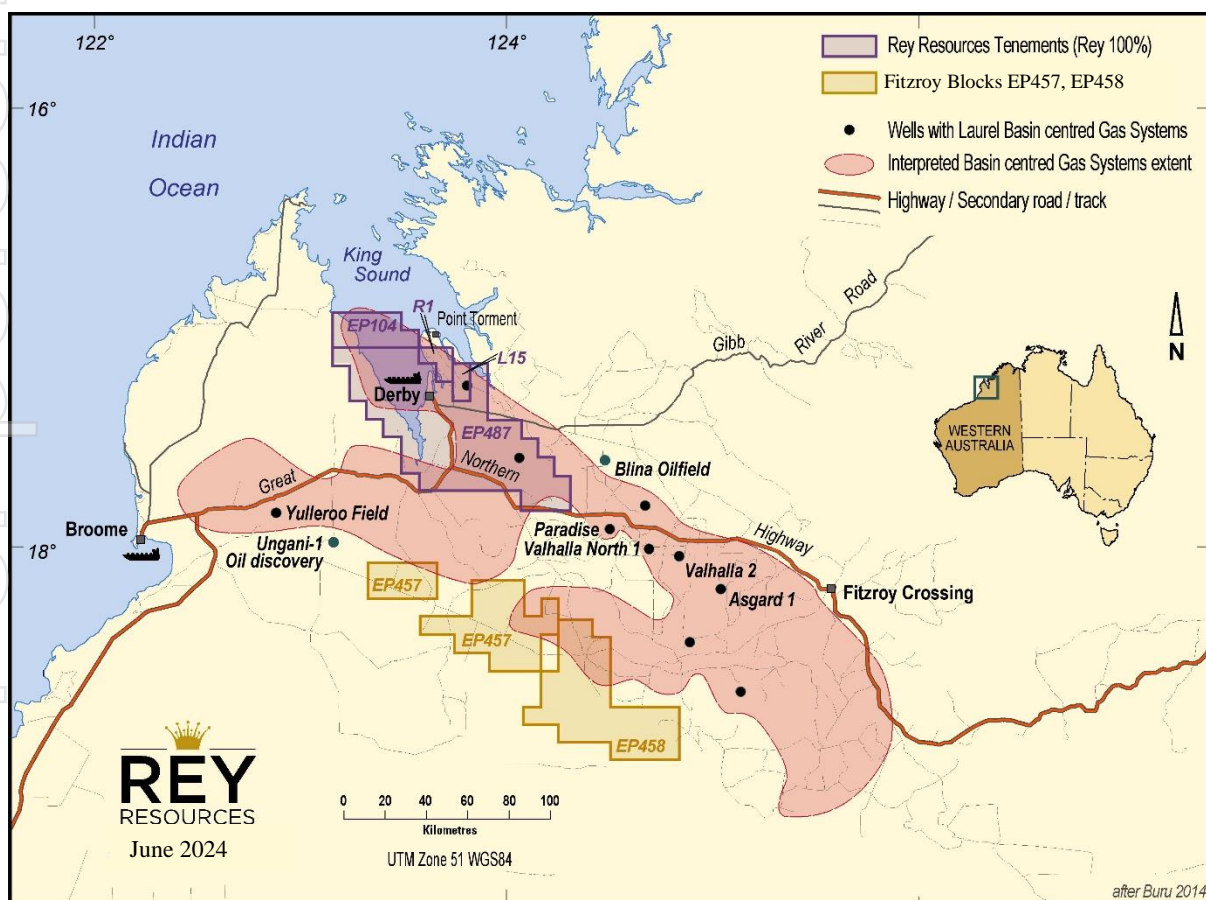 122°
124°
16°
18°
Rey Resources Tenements (Rey 100%)
Fitzroy Blocks EP457, EP458
Wells with Laurel Basin centred Gas Systems
Interpreted Basin centred Gas Systems extent
Highway / Secondary road / track
Indian
Ocean
King
Sound
EP104
R1
Point Torment
L15
Derby
Gibb
River
Road
N
WESTERN
AUSTRALIA
EP487
Northern
Great
Blina Oilfield
Broome
Yulleroo Field
Ungani-1
Oil discovery
Paradise
Valhalla North 1
Highway
Valhalla 2
Asgard 1
Fitzroy Crossing
EP457
EP457
EP458
REY
RESOURCES
June 2024
0 20 40 60 80 100
Kilometres
UTM Zone 51 WGS84
after Buru 2014